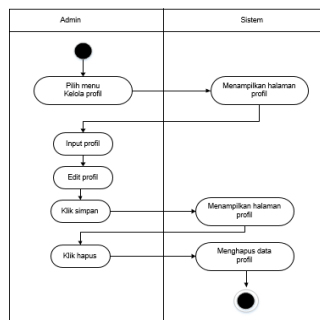 Admin
Sistem
Pilih menu
Kelola profil
Menampilkan halaman
profil
Input profil
Edit profil
Klik simpan
Menampilkan halaman
profil
Klik hapus
Menghapus data
profil